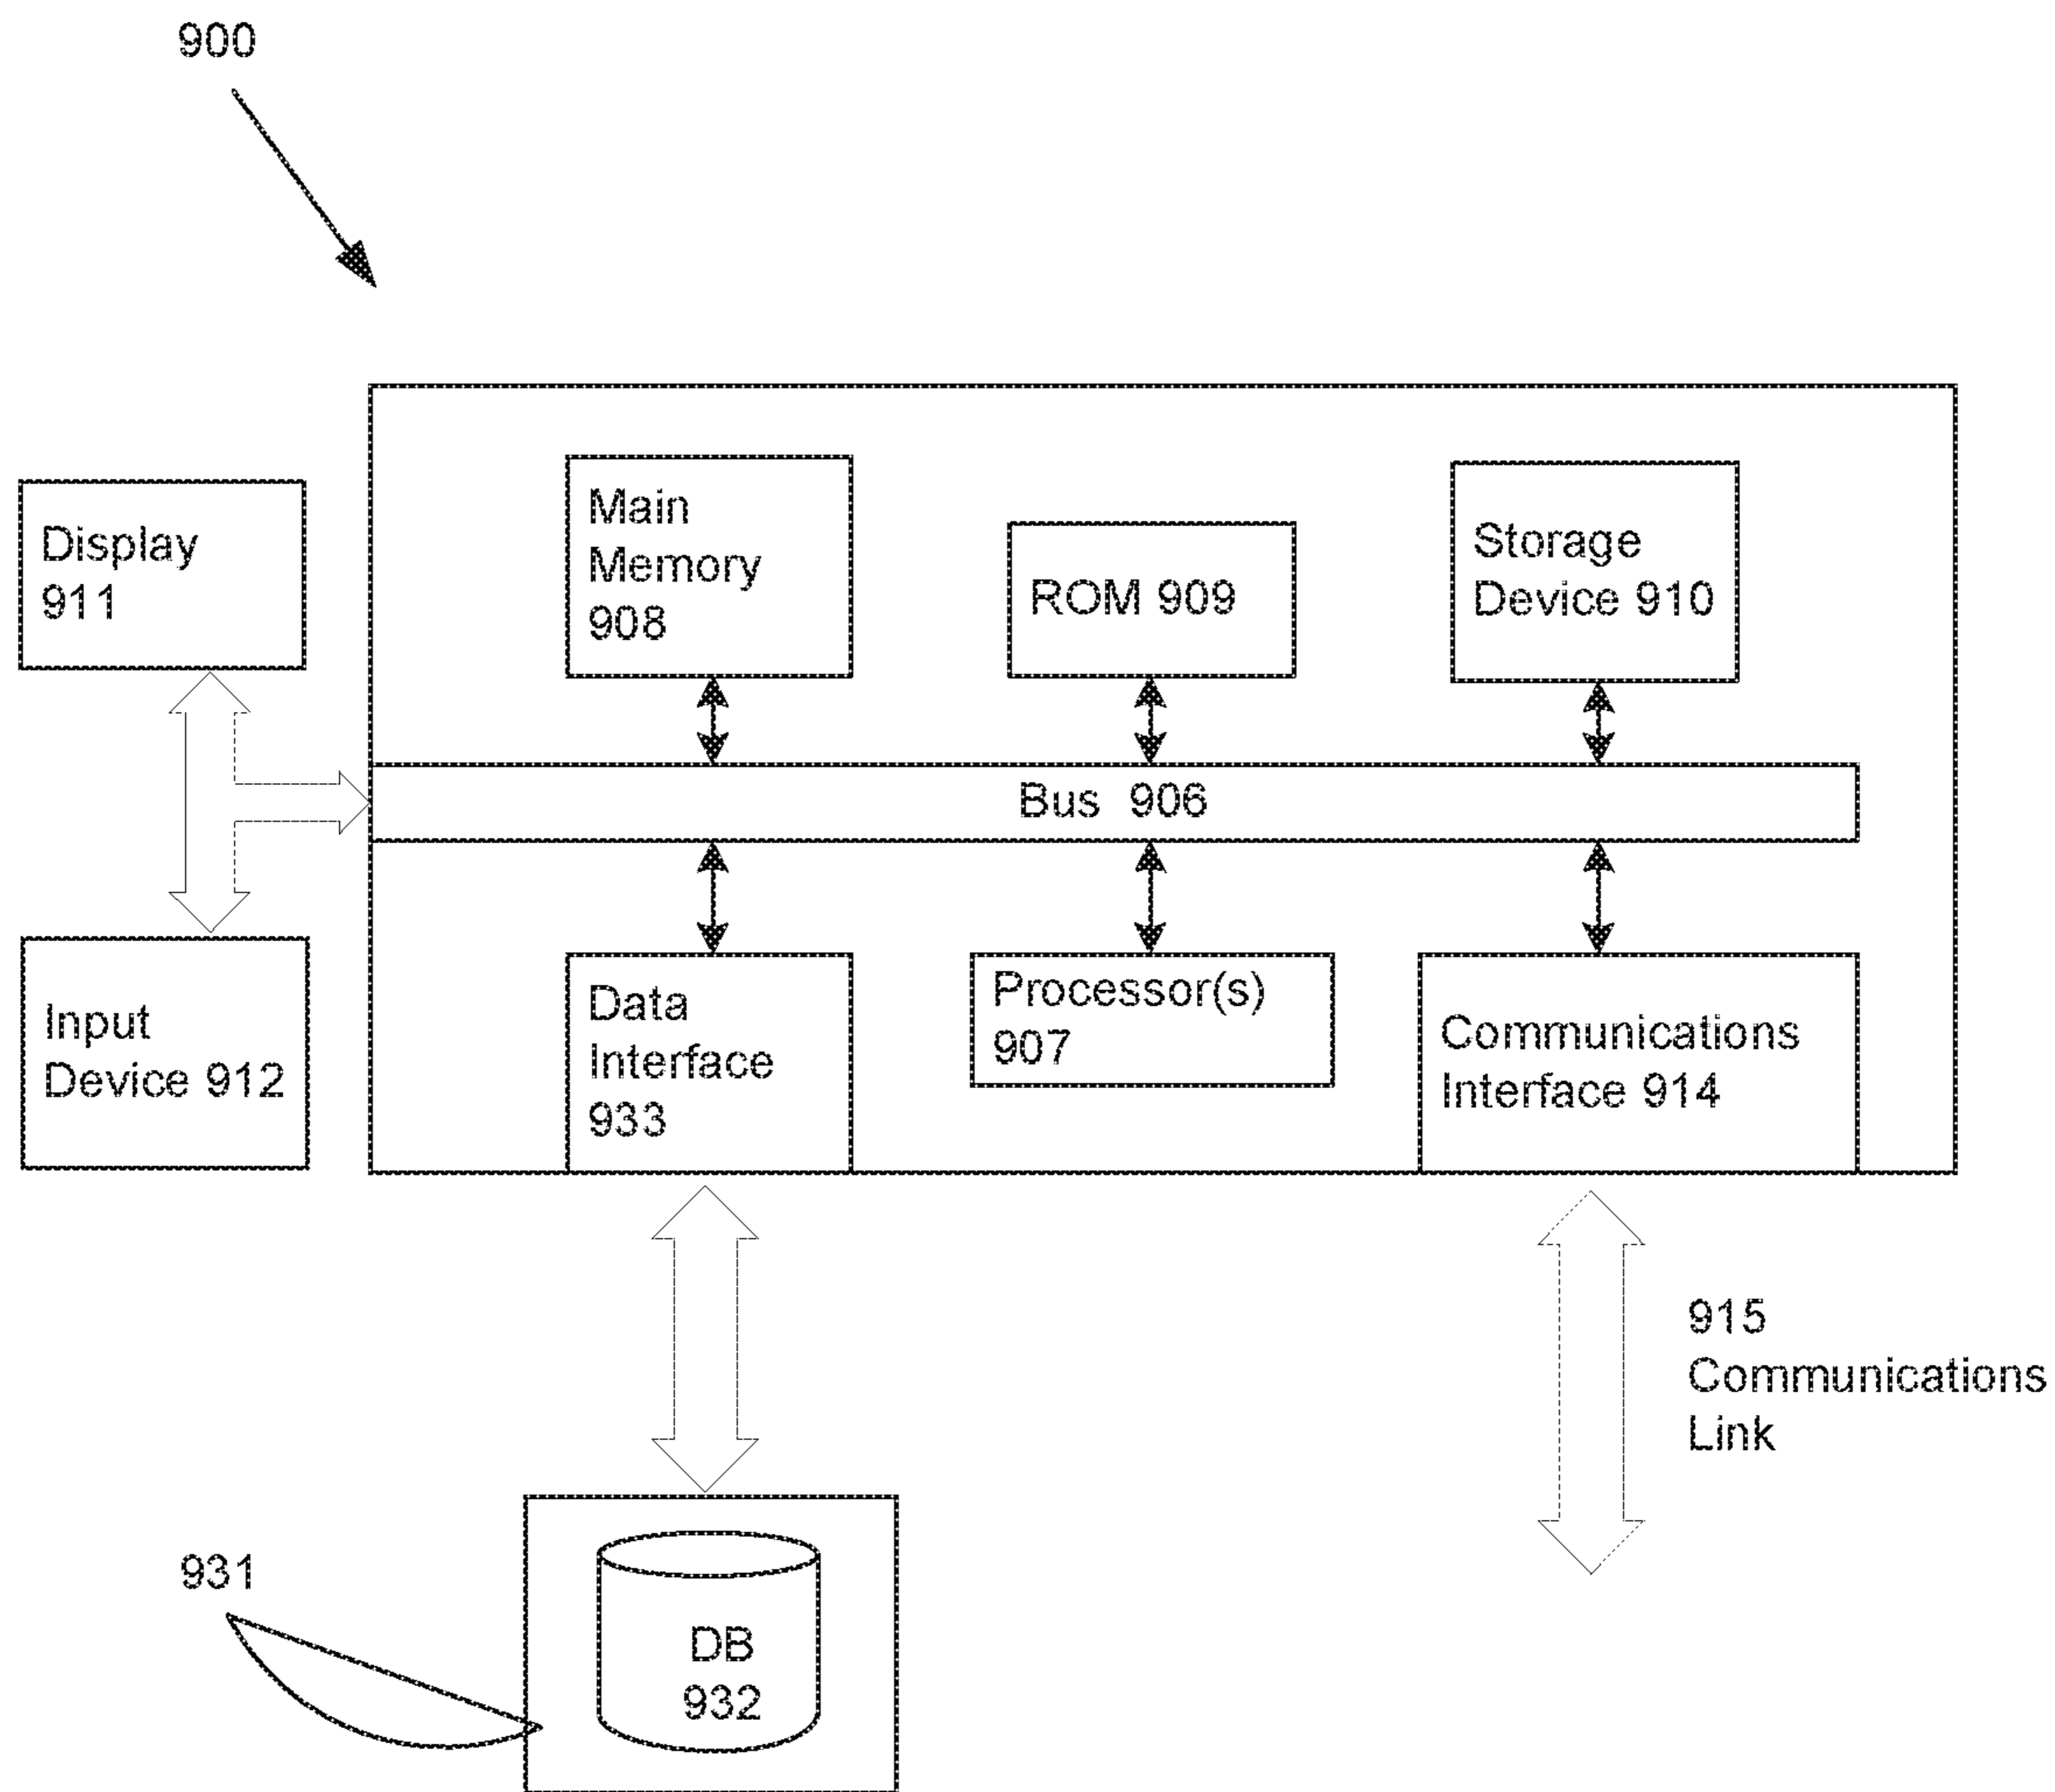 900
Display
911
Main
Memory
908
ROM 909
Storage
Device 910
Bus 906
Input
Device 912
Data
Interface
933
Processor(s)
907
Communications
Interface 914
915
Communications
Link
931
DB
932